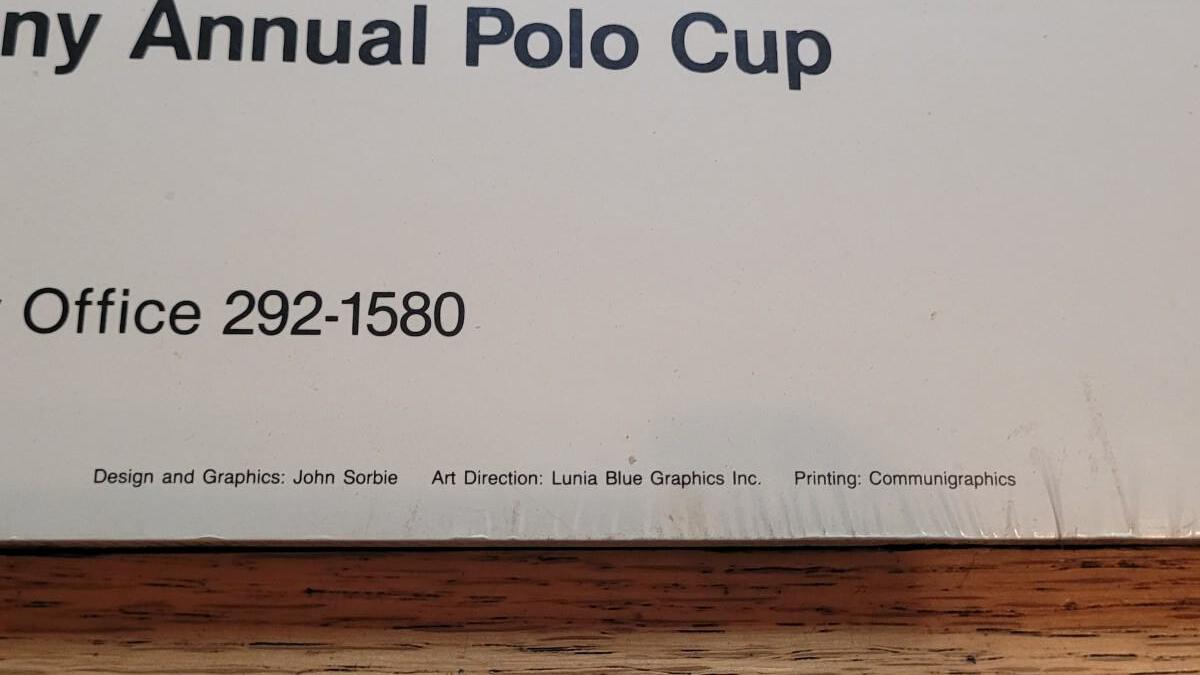 ny Annual Polo Cup
Office 292-1580
Design and Graphics: John Sorbie Art Direction: Lunia Blue Graphics Inc. Printing: Communigraphics